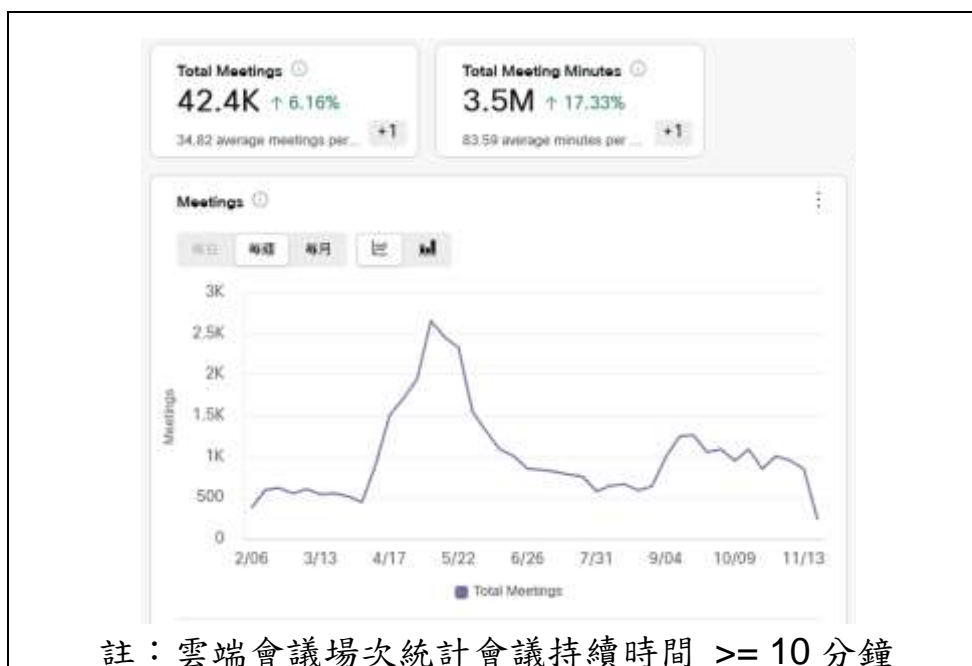 Total Meetings
42.4K ↑ 6.16%
34.82 average meetings per...
+1
Total Meeting Minutes
3.5M ↑ 17.33%
83.59 average minutes per ...
+1
Meetings
每日 每週 每月
3K
2.5K
2K
1.5K
1K
500
0
Meetings
2/06 3/13 4/17 5/22 6/26 7/31 9/04 10/09 11/13
Total Meetings
註：雲端會議場次統計會議持續時間 >= 10 分鐘